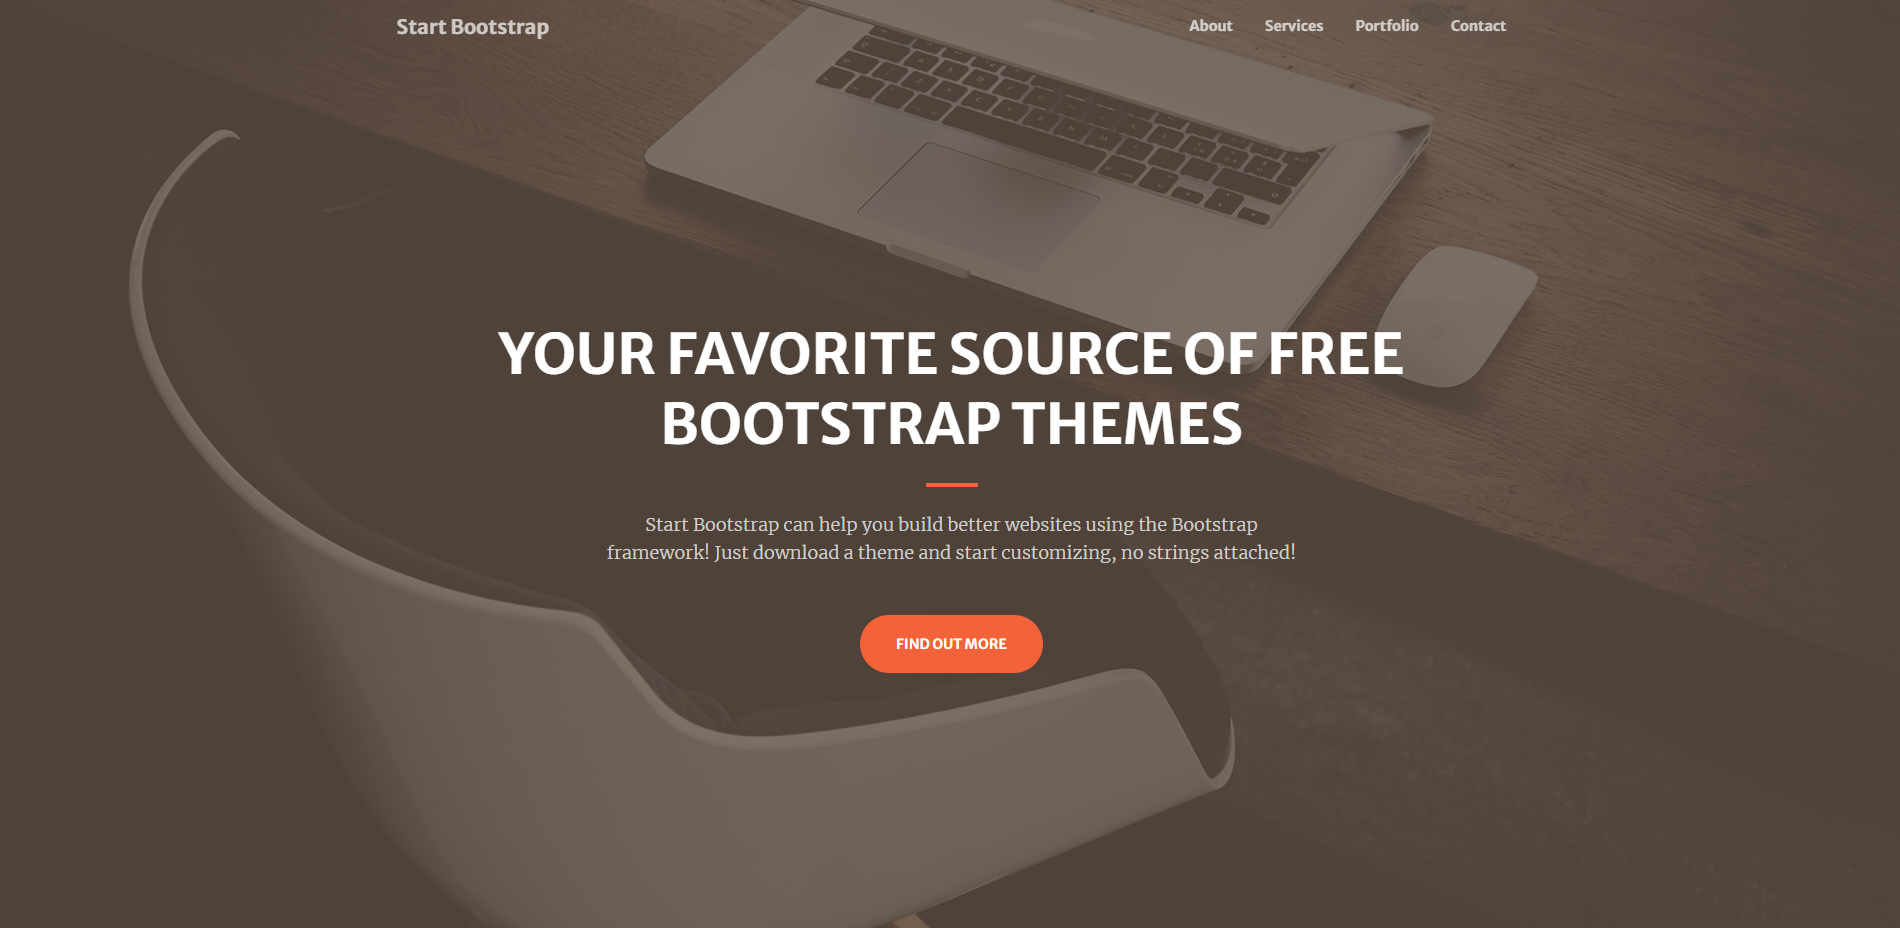 Start Bootstrap
About Services Portfolio Contact
YOUR FAVORITE SOURCE OF FREE
BOOTSTRAP THEMES
Start Bootstrap can help you build better websites using the Bootstrap
framework! Just download a theme and start customizing, no strings attached!
FIND OUT MORE